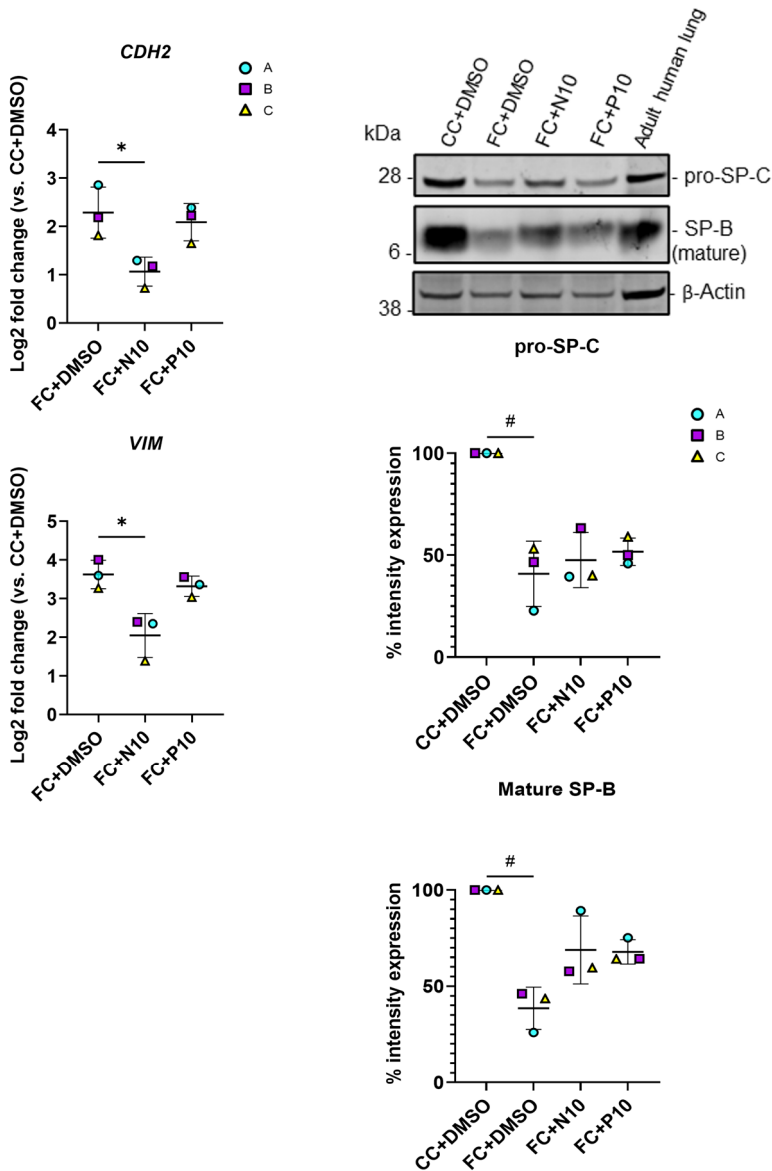 CDH2
A
B
C
Log2 fold change (vs. CC+DMSO)
4
3
2
1
0
*
FC+DMSO
FC+N10
FC+P10
VIM
Log2 fold change (vs. CC+DMSO)
5
4
3
2
1
0
*
FC+DMSO
FC+N10
FC+P10
kDa
CC+DMSO
FC+DMSO
FC+N10
FC+P10
Adult human lung
28 -
- pro-SP-C
6 -
- SP-B
(mature)
38 -
- β-Actin
pro-SP-C
A
B
C
% intensity expression
100
50
0
#
CC+DMSO
FC+DMSO
FC+N10
FC+P10
Mature SP-B
% intensity expression
100
50
0
#
CC+DMSO
FC+DMSO
FC+N10
FC+P10